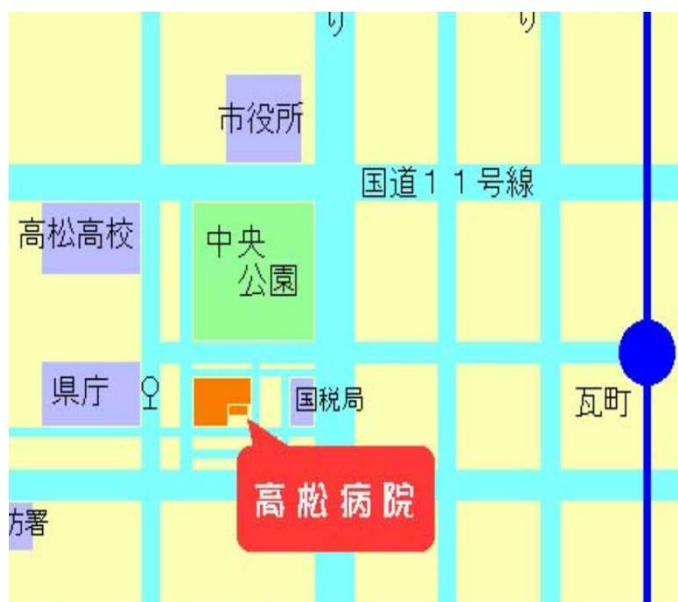 り
り
市役所
国道１１号線
高松高校
中央
公園
県庁
国税局
瓦町
高松病院
防署